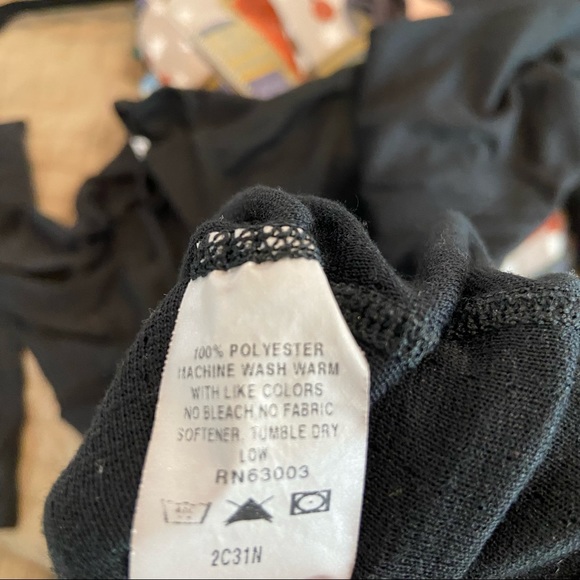 100% POLYESTER
MACHINE WASH WARM
WITH LIKE COLORS
NO BLEACH,NO FABRIC
SOFTENER. TUMBLE DRY
LOW
RN63003
2C31N